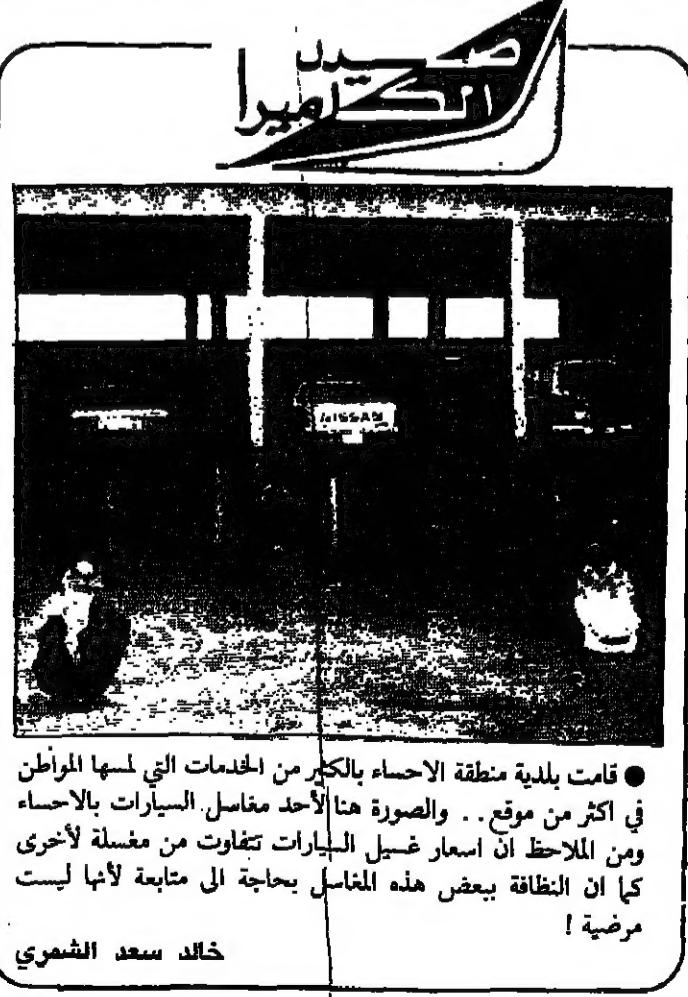 صيد
الكاميرا
NISSAN
● قامت بلدية منطقة الاحساء بالكثير من الخدمات التي لمسها المواطن
في اكثر من موقع . . والصورة هنا لأحد مغاسل السيارات بالاحساء
ومن الملاحظ ان اسعار غسيل السيارات تتفاوت من مغسلة لأخرى
كما ان النظافة ببعض هذه المغاسل بحاجة الى متابعة لأنها ليست
مرضية !
خالد سعد الشمري